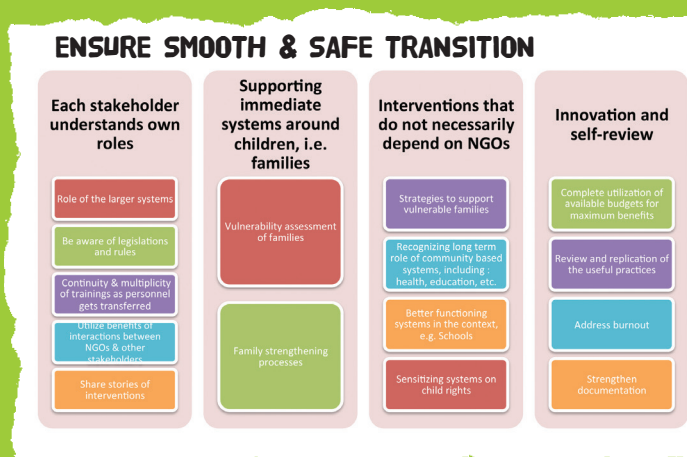 ENSURE SMOOTH & SAFE TRANSITION
Each stakeholder
understands own
roles
Role of the larger systems
Be aware of legislations
and rules
Continuity & multiplicity
of trainings as personnel
gets transferred
Utilize benefits of
interactions between
NGOs & other
stakeholders
Share stories of
interventions
Supporting
immediate
systems around
children, i.e.
families
Vulnerability assessment
of families
Family strengthening
processes
Interventions that
do not necessarily
depend on NGOs
Strategies to support
vulnerable families
Recognizing long term
role of community based
systems, including :
health, education, etc.
Better functioning
systems in the context,
e.g. Schools
Sensitizing systems on
child rights
Innovation and
self-review
Complete utilization of
available budgets for
maximum benefits
Review and replication of
the useful practices
Address burnout
Strengthen
documentation